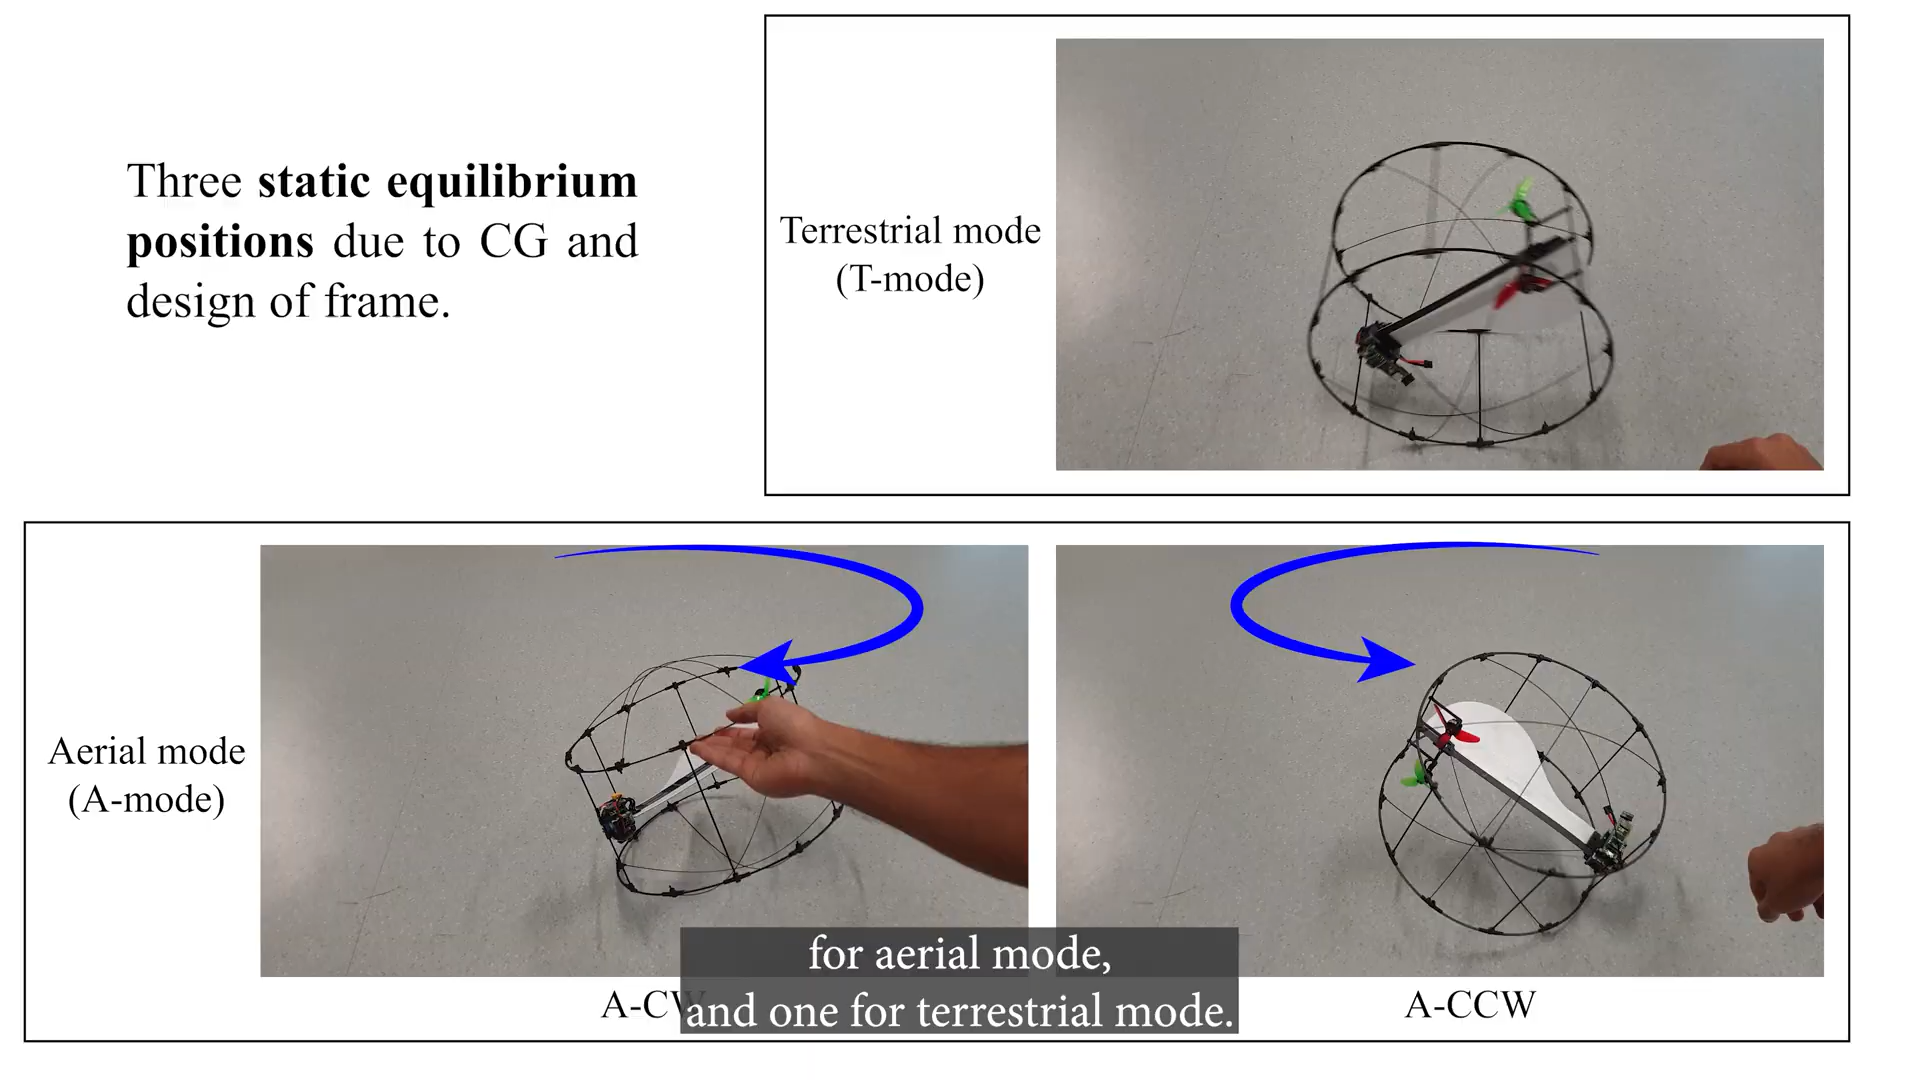 Three static equilibrium
positions due to CG and
design of frame.
Terrestrial mode
(T-mode)
Aerial mode
(A-mode)
A-CW
A-CCW
for aerial mode,
and one for terrestrial mode.